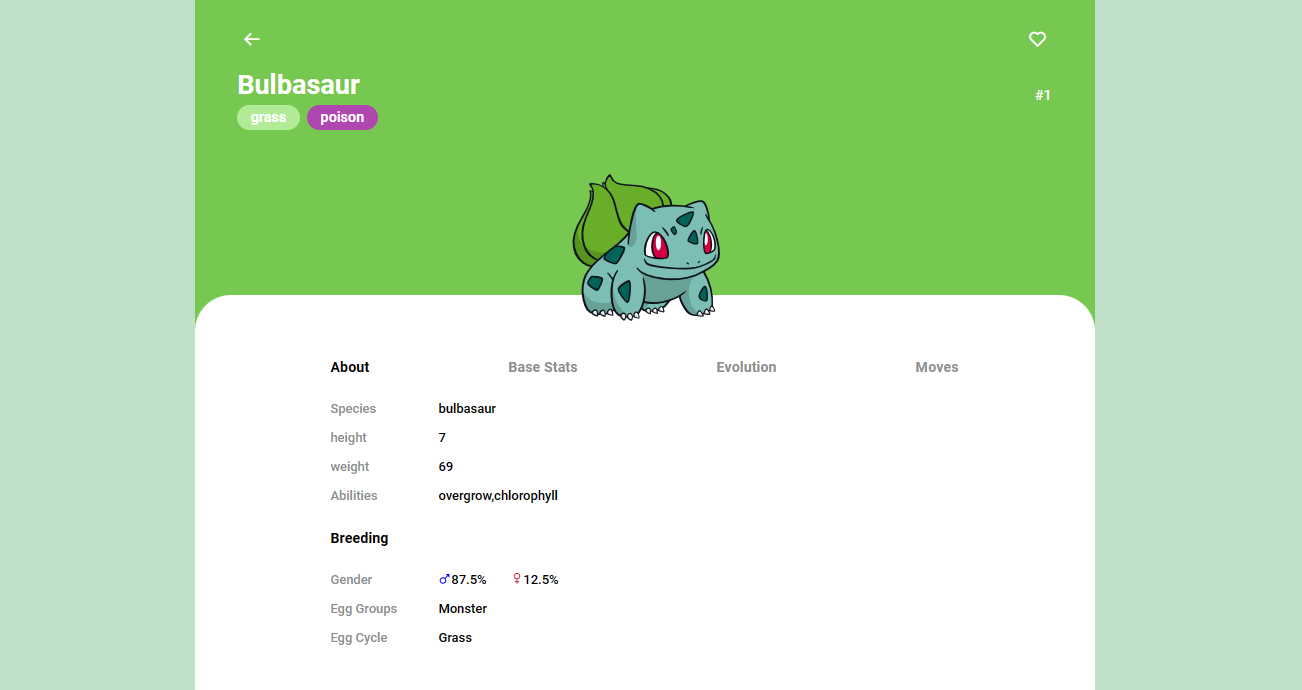 Bulbasaur
#1
grass poison
About Base Stats Evolution Moves
Species bulbasaur
height 7
weight 69
Abilities overgrow,chlorophyll
Breeding
Gender ♂87.5% ♀12.5%
Egg Groups Monster
Egg Cycle Grass